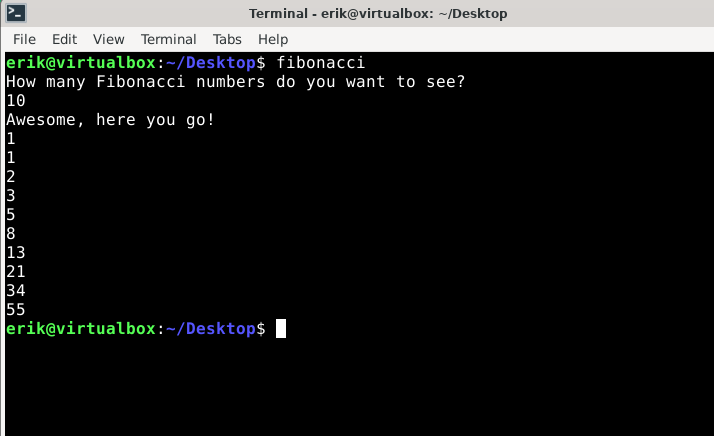 Terminal - erik@virtualbox: ~/Desktop
File Edit View Terminal Tabs Help
erik@virtualbox:~/Desktop$ fibonacci
How many Fibonacci numbers do you want to see?
10
Awesome, here you go!
1
1
2
3
5
8
13
21
34
55
erik@virtualbox:~/Desktop$